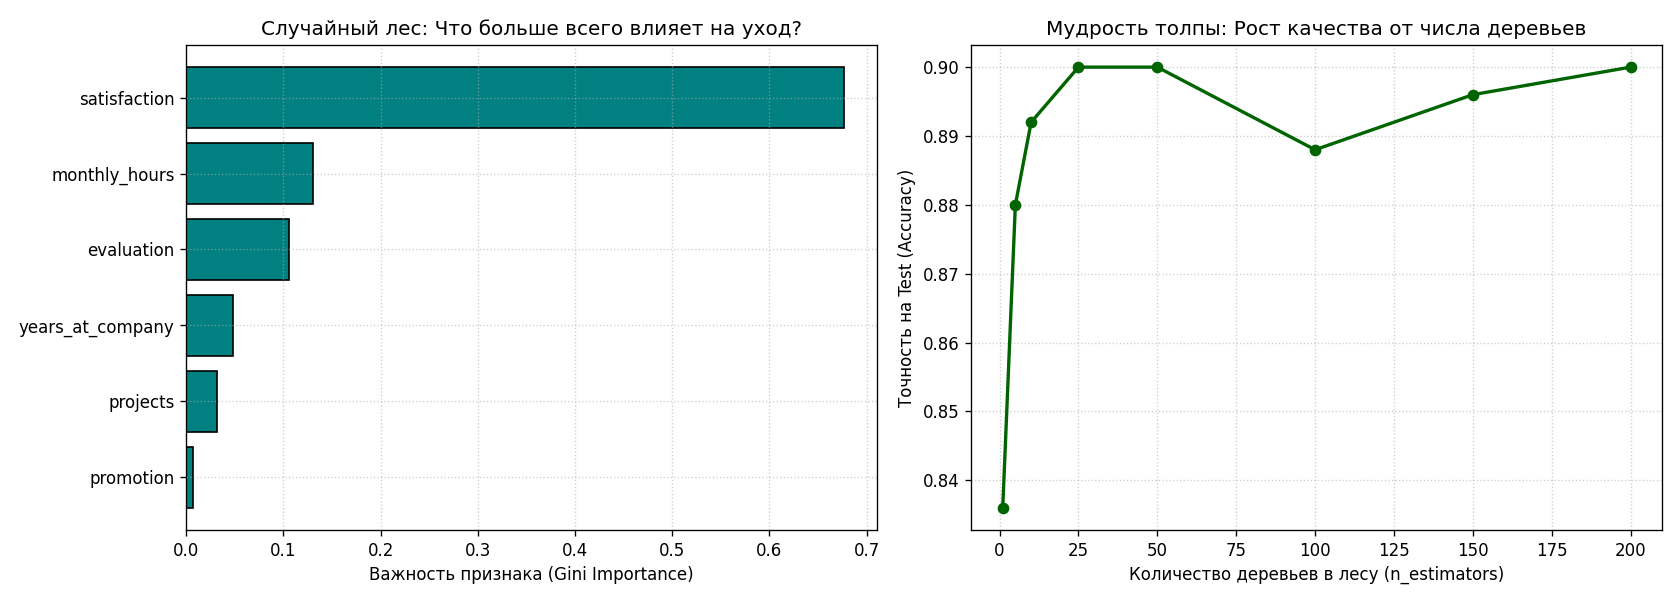 Случайный лес: Что больше всего влияет на уход?
satisfaction
monthly_hours
evaluation
years_at_company
projects
promotion
0.0 0.1 0.2 0.3 0.4 0.5 0.6 0.7
Важность признака (Gini Importance)
Мудрость толпы: Рост качества от числа деревьев
Точность на Test (Accuracy)
0.90
0.89
0.88
0.87
0.86
0.85
0.84
0 25 50 75 100 125 150 175 200
Количество деревьев в лесу (n_estimators)